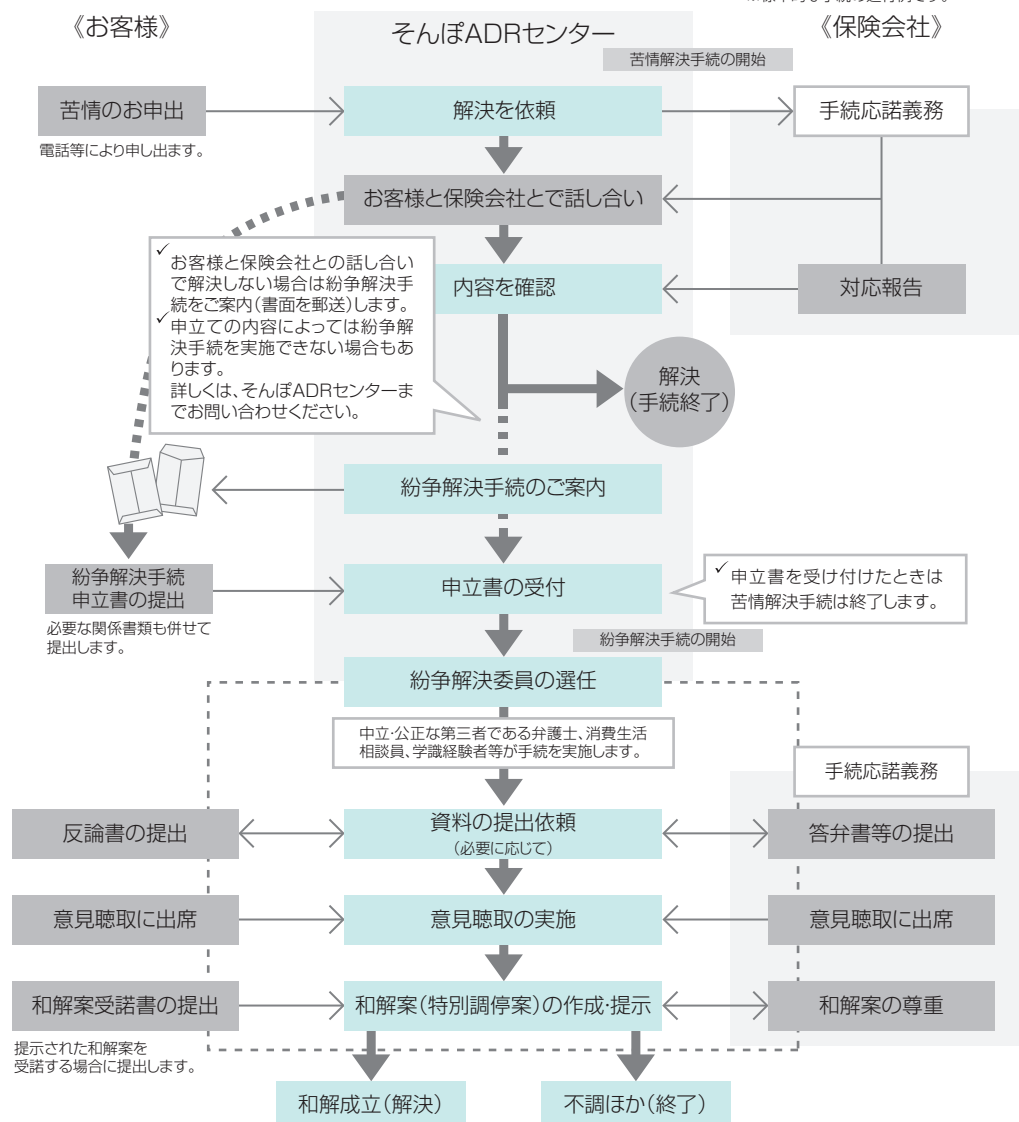 《お客様》
そんぽADRセンター
《保険会社》
苦情解決手続の開始
苦情のお申出
解決を依頼
手続応諾義務
電話等により申し出ます。
お客様と保険会社とで話し合い
✓お客様と保険会社との話し合い
で解決しない場合は紛争解決手
続をご案内(書面を郵送)します。
✓申立ての内容によっては紛争解
決手続を実施できない場合もあ
ります。
詳しくは、そんぽADRセンターま
でお問い合わせください。
内容を確認
対応報告
解決
(手続終了)
紛争解決手続のご案内
紛争解決手続
申立書の提出
申立書の受付
✓申立書を受け付けたときは
苦情解決手続は終了します。
必要な関係書類も併せて
提出します。
紛争解決手続の開始
紛争解決委員の選任
中立・公正な第三者である弁護士、消費生活
相談員、学識経験者等が手続を実施します。
手続応諾義務
反論書の提出
資料の提出依頼
(必要に応じて)
答弁書等の提出
意見聴取に出席
意見聴取の実施
意見聴取に出席
和解案受諾書の提出
和解案(特別調停案)の作成・提示
和解案の尊重
提示された和解案を
受諾する場合に提出します。
和解成立(解決)
不調ほか(終了)